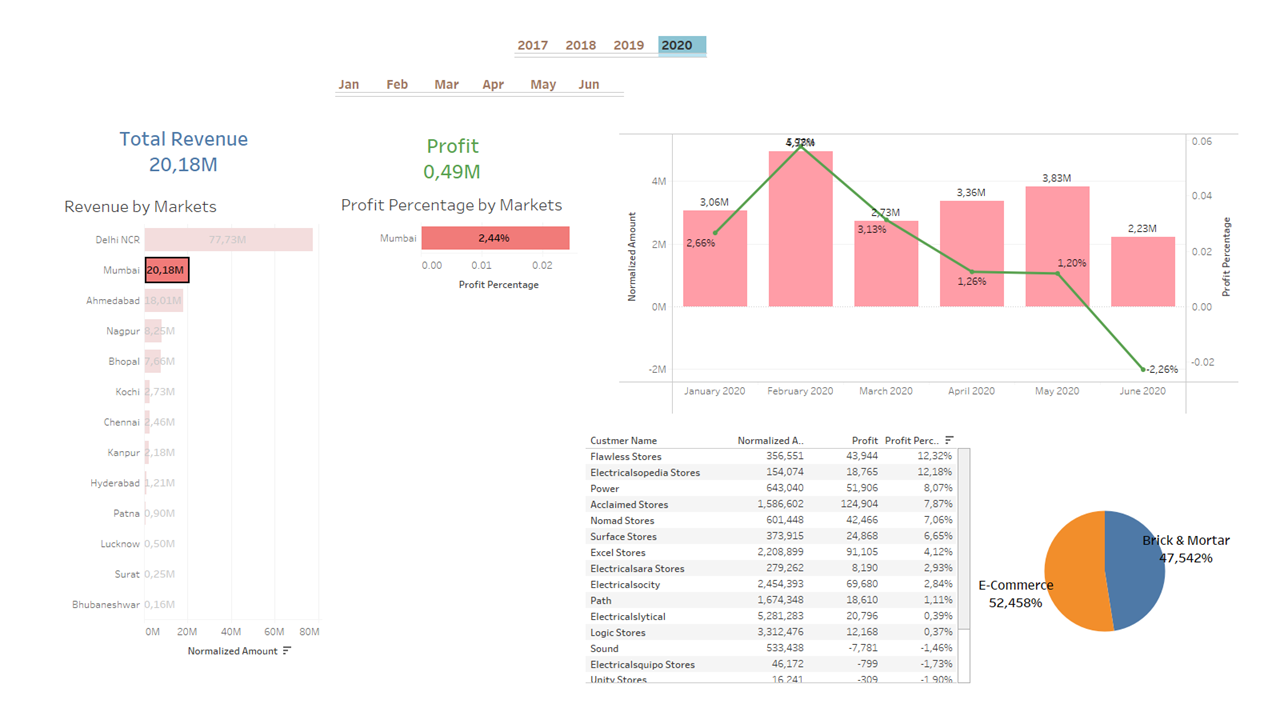 2017 2018 2019 2020
Jan Feb Mar Apr May Jun
Total Revenue
20,18M
Profit
0,49M
Revenue by Markets
Delhi NCR 77,73M
Mumbai 20,18M
Ahmedabad 18,01M
Nagpur 8,25M
Bhopal 7,66M
Kochi 2,73M
Chennai 2,46M
Kanpur 2,18M
Hyderabad 1,21M
Patna 0,90M
Lucknow 0,50M
Surat 0,25M
Bhubaneshwar 0,16M
0M 20M 40M 60M 80M
Normalized Amount
Profit Percentage by Markets
Mumbai 2,44%
0.00 0.01 0.02
Profit Percentage
Normalized Amount
4M
2M
0M
-2M
3,06M
2,73M
3,36M
3,83M
2,23M
2,66%
3,13%
1,26%
1,20%
-2,26%
0.06
0.04
0.02
0.00
-0.02
Profit Percentage
January 2020 February 2020 March 2020 April 2020 May 2020 June 2020
Custmer Name Normalized A.. Profit Profit Perc..
Flawless Stores 356,551 43,944 12,32%
Electricalsopedia Stores 154,074 18,765 12,18%
Power 643,040 51,906 8,07%
Acclaimed Stores 1,586,602 124,904 7,87%
Nomad Stores 601,448 42,466 7,06%
Surface Stores 373,915 24,868 6,65%
Excel Stores 2,208,899 91,105 4,12%
Electricalsara Stores 279,262 8,190 2,93%
Electricalsocity 2,454,393 69,680 2,84%
Path 1,674,348 18,610 1,11%
Electricalslytical 5,281,283 20,796 0,39%
Logic Stores 3,312,476 12,168 0,37%
Sound 533,438 -7,781 -1,46%
Electricalsquipo Stores 46,172 -799 -1,73%
Unity Stores 16,241 -309 -1,90%
Brick & Mortar
47,542%
E-Commerce
52,458%